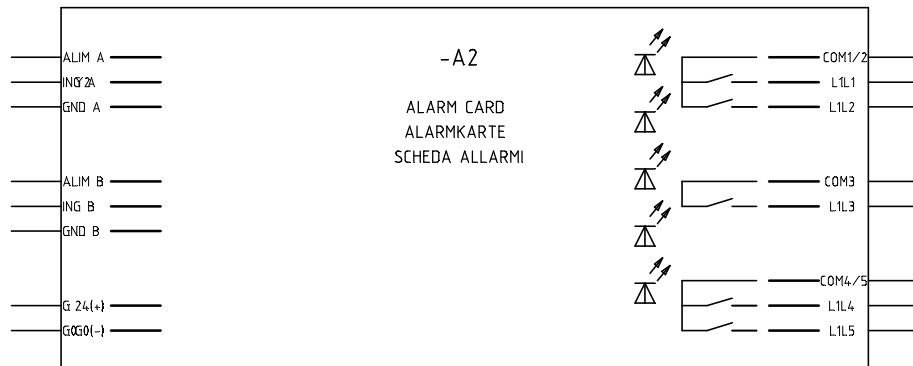 -A2
ALARM CARD
ALARMKARTE
SCHEDA ALLARMI
ALIM A
GND A
ALIM B
ING B
GND B
G 24(+)
COM1/2
L1L1
L1L2
COM3
L1L3
COM4/5
L1L4
L1L5